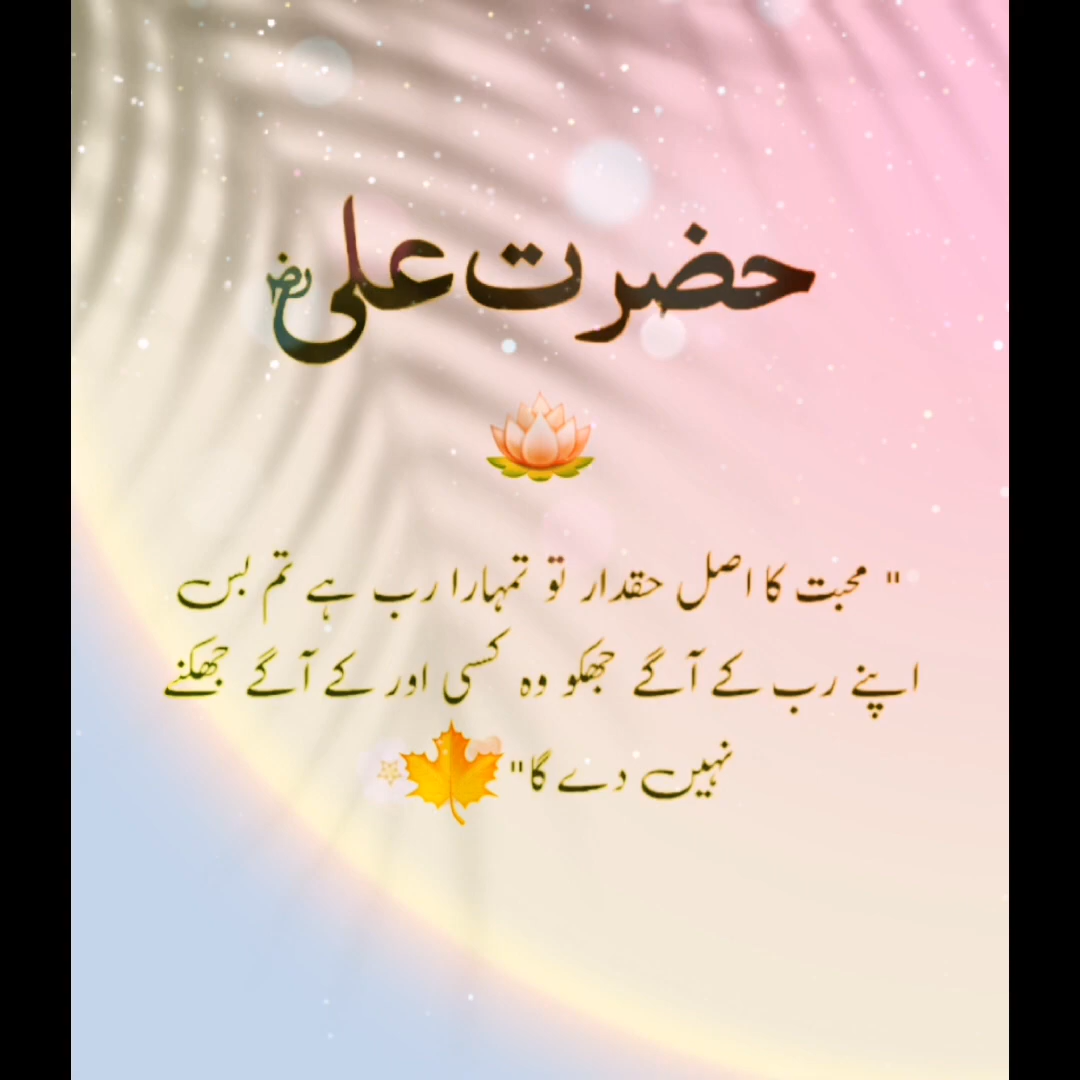 حضرت علیؓ
" محبت کا اصل حقدار تو تمہارا رب ہے تم بس
اپنے رب کے آگے جھکو وہ کسی اور کے آگے جھکنے
نہیں دے گا"